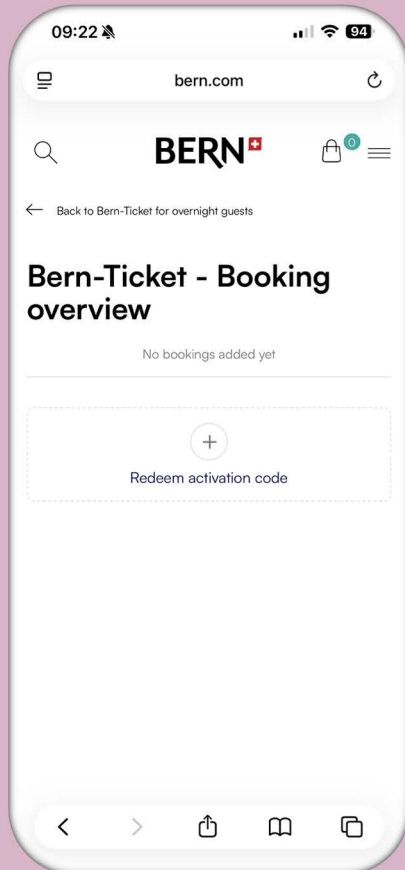 09:22
94
bern.com
BERN
0
Back to Bern-Ticket for overnight guests
Bern-Ticket - Booking
overview
No bookings added yet
Redeem activation code